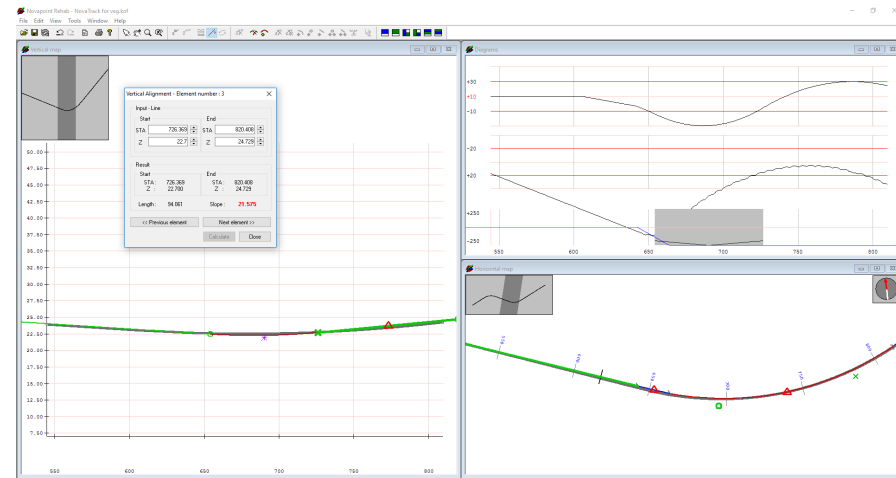 Novapoint Rehab - NovaTrack for veg.kof
File Edit View Tools Window Help
Vertical map
Vertical Alignment - Element number : 3
Input - Line
Start End
STA 726.369 STA 820.408
Z 22.7 Z 24.729
Result
Start End
STA : 726.369 STA : 820.408
Z : 22.700 Z : 24.729
Length : 94.061 Slope : 21.575
<< Previous element Next element >>
Calculate Close
50.00
47.50
45.00
42.50
40.00
37.50
35.00
32.50
30.00
27.50
25.00
22.50
20.00
17.50
15.00
12.50
10.00
7.50
550 600 650 700 750 800
Diagrams
+30
+10
-10
-20
+20
+250
-250
550 600 650 700 750 800
Horizontal map